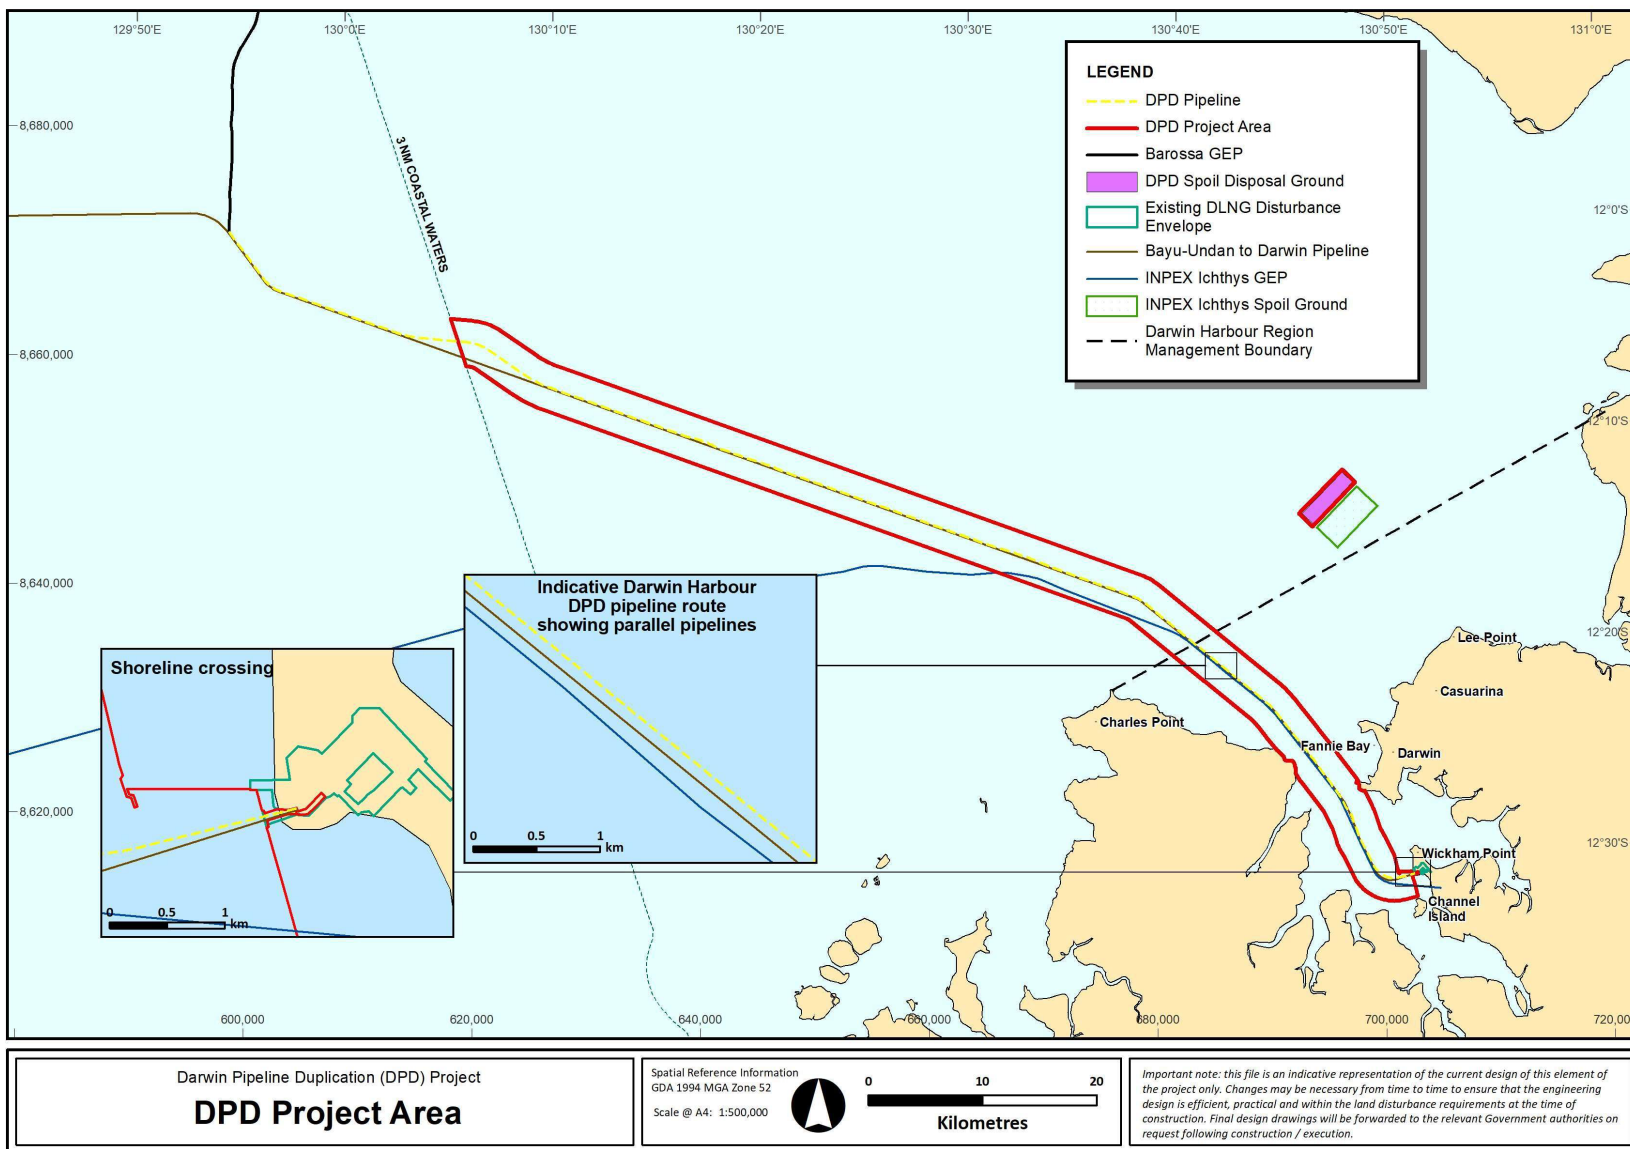 129°50'E
130°0'E
130°10'E
130°20'E
130°30'E
130°40'E
130°50'E
131°0'E
8,680,000
8,660,000
8,640,000
8,620,000
12°0'S
12°10'S
12°20'S
12°30'S
3 NM COASTAL WATERS
LEGEND
DPD Pipeline
DPD Project Area
Barossa GEP
DPD Spoil Disposal Ground
Existing DLNG Disturbance
Envelope
Bayu-Undan to Darwin Pipeline
INPEX Ichthys GEP
INPEX Ichthys Spoil Ground
Darwin Harbour Region
Management Boundary
Indicative Darwin Harbour
DPD pipeline route
showing parallel pipelines
0 0.5 1
km
Shoreline crossing
0 0.5 1
km
Lee Point
Casuarina
Charles Point
Fannie Bay
Darwin
Wickham Point
Channel
Island
600,000
620,000
640,000
660,000
680,000
700,000
720,0
Darwin Pipeline Duplication (DPD) Project
DPD Project Area
Spatial Reference Information
GDA 1994 MGA Zone 52
Scale @ A4: 1:500,000
0 10 20
Kilometres
Important note: this file is an indicative representation of the current design of this element of
the project only. Changes may be necessary from time to time to ensure that the engineering
design is efficient, practical and within the land disturbance requirements at the time of
construction. Final design drawings will be forwarded to the relevant Government authorities on
request following construction / execution.